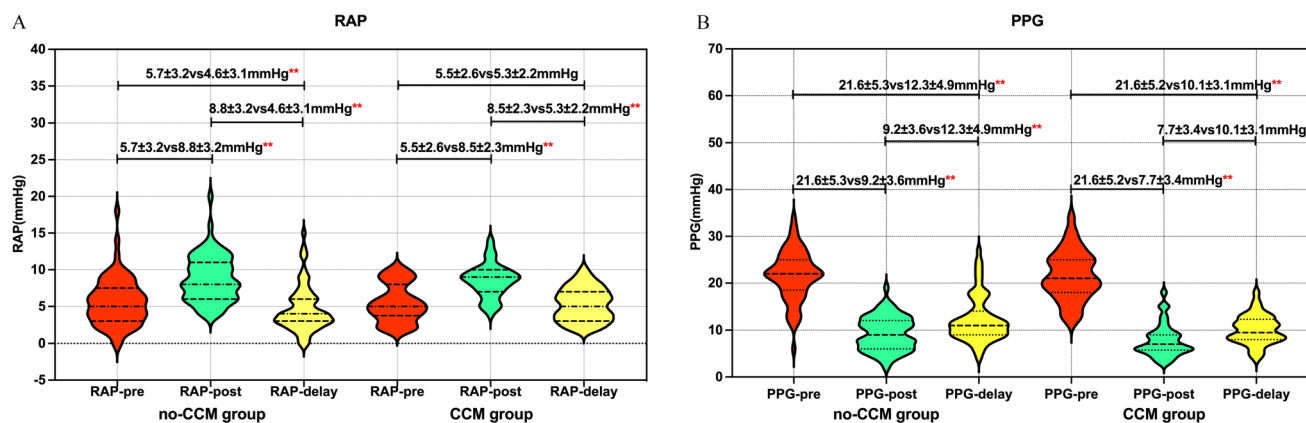 A
RAP
40
35
30
25
20
15
10
5
0
-5
RAP(mmHg)
5.7±3.2vs4.6±3.1mmHg**
5.5±2.6vs5.3±2.2mmHg
8.8±3.2vs4.6±3.1mmHg**
8.5±2.3vs5.3±2.2mmHg**
5.7±3.2vs8.8±3.2mmHg**
5.5±2.6vs8.5±2.3mmHg**
RAP-pre RAP-post RAP-delay RAP-pre RAP-post RAP-delay
no-CCM group CCM group
B
PPG
70
60
50
40
30
20
10
0
PPG(mmHg)
21.6±5.3vs12.3±4.9mmHg**
21.6±5.2vs10.1±3.1mmHg**
9.2±3.6vs12.3±4.9mmHg**
7.7±3.4vs10.1±3.1mmHg
21.6±5.3vs9.2±3.6mmHg**
21.6±5.2vs7.7±3.4mmHg**
PPG-pre PPG-post PPG-delay PPG-pre PPG-post PPG-delay
no-CCM group CCM group